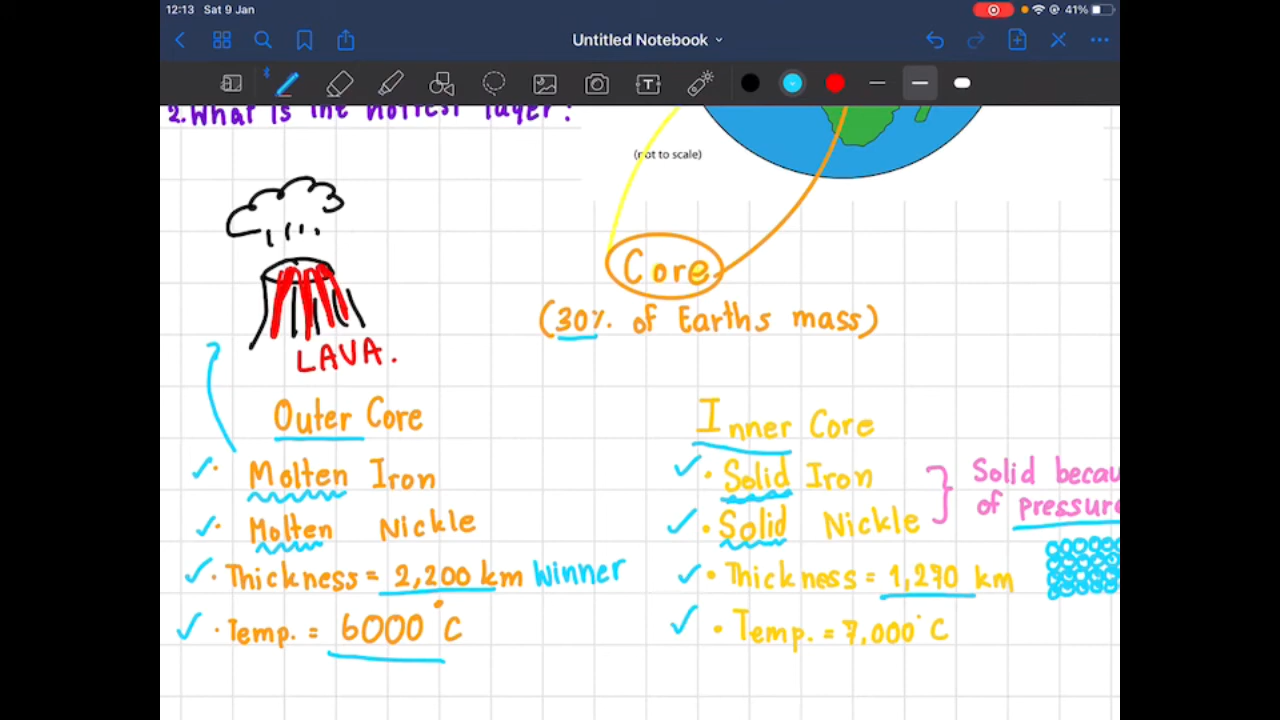 12:13 Sat 9 Jan
41%
Untitled Notebook
T
2. What is the hottest layer?
(not to scale)
Core
(30% of Earths mass)
LAVA.
Outer Core
• Molten Iron
• Molten Nickle
• Thickness = 2,200 km Winner
• Temp. = 6000°C
Inner Core
• Solid Iron
• Solid Nickle
Solid becau
of pressure
• Thickness = 1,270 km
• Temp. = 7,000°C